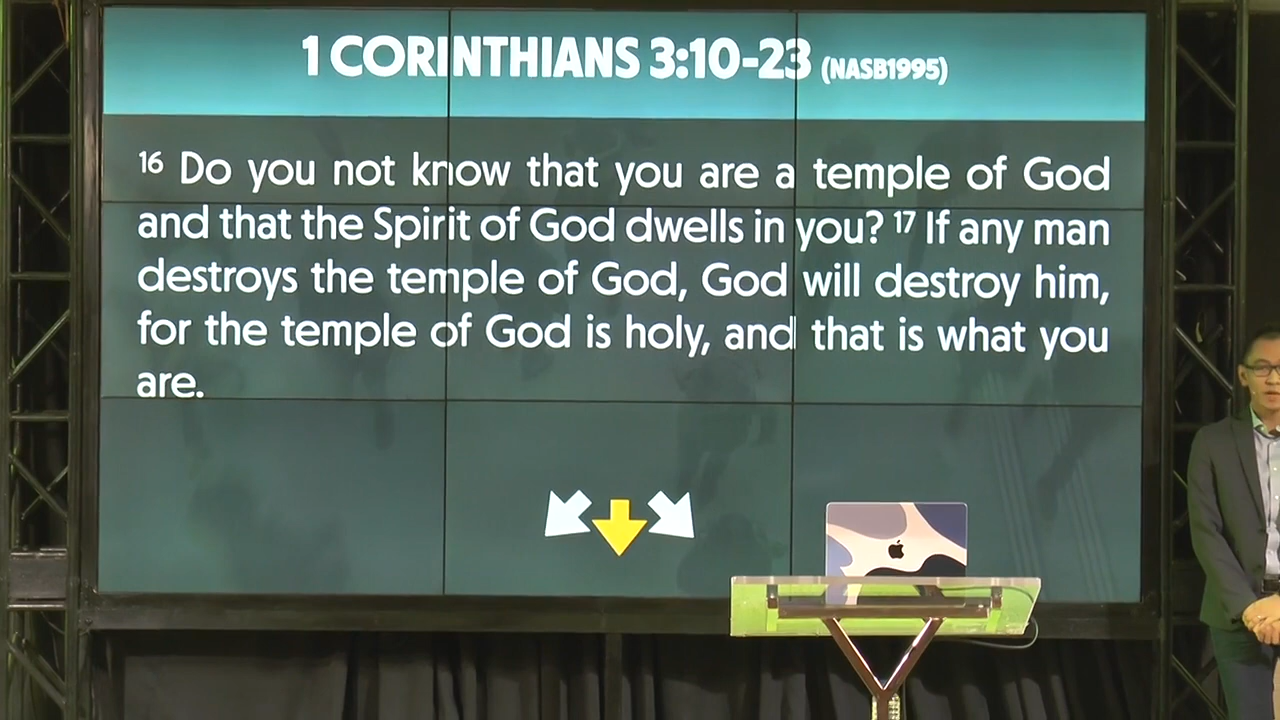 1 CORINTHIANS 3:10-23 (NASB1995)
16 Do you not know that you are a temple of God
and that the Spirit of God dwells in you? 17 If any man
destroys the temple of God, God will destroy him,
for the temple of God is holy, and that is what you
are.